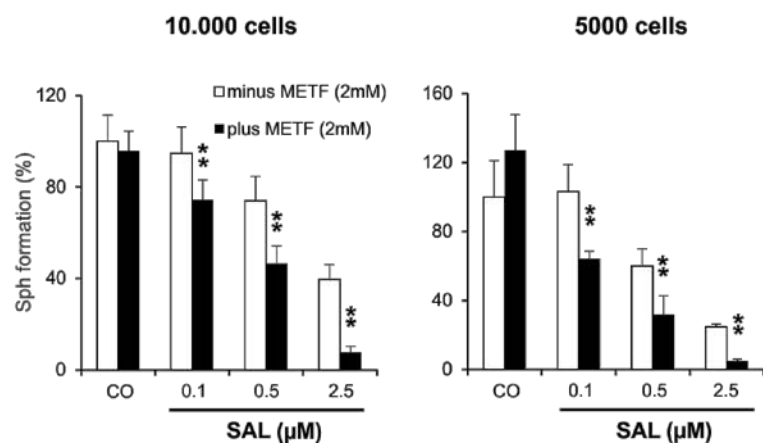 10.000 cells
5000 cells
Sph formation (%)
120
80
40
0
minus METF (2mM)
plus METF (2mM)
**
**
**
CO
0.1
0.5
2.5
SAL (µM)
160
120
80
40
0
**
**
**
CO
0.1
0.5
2.5
SAL (µM)